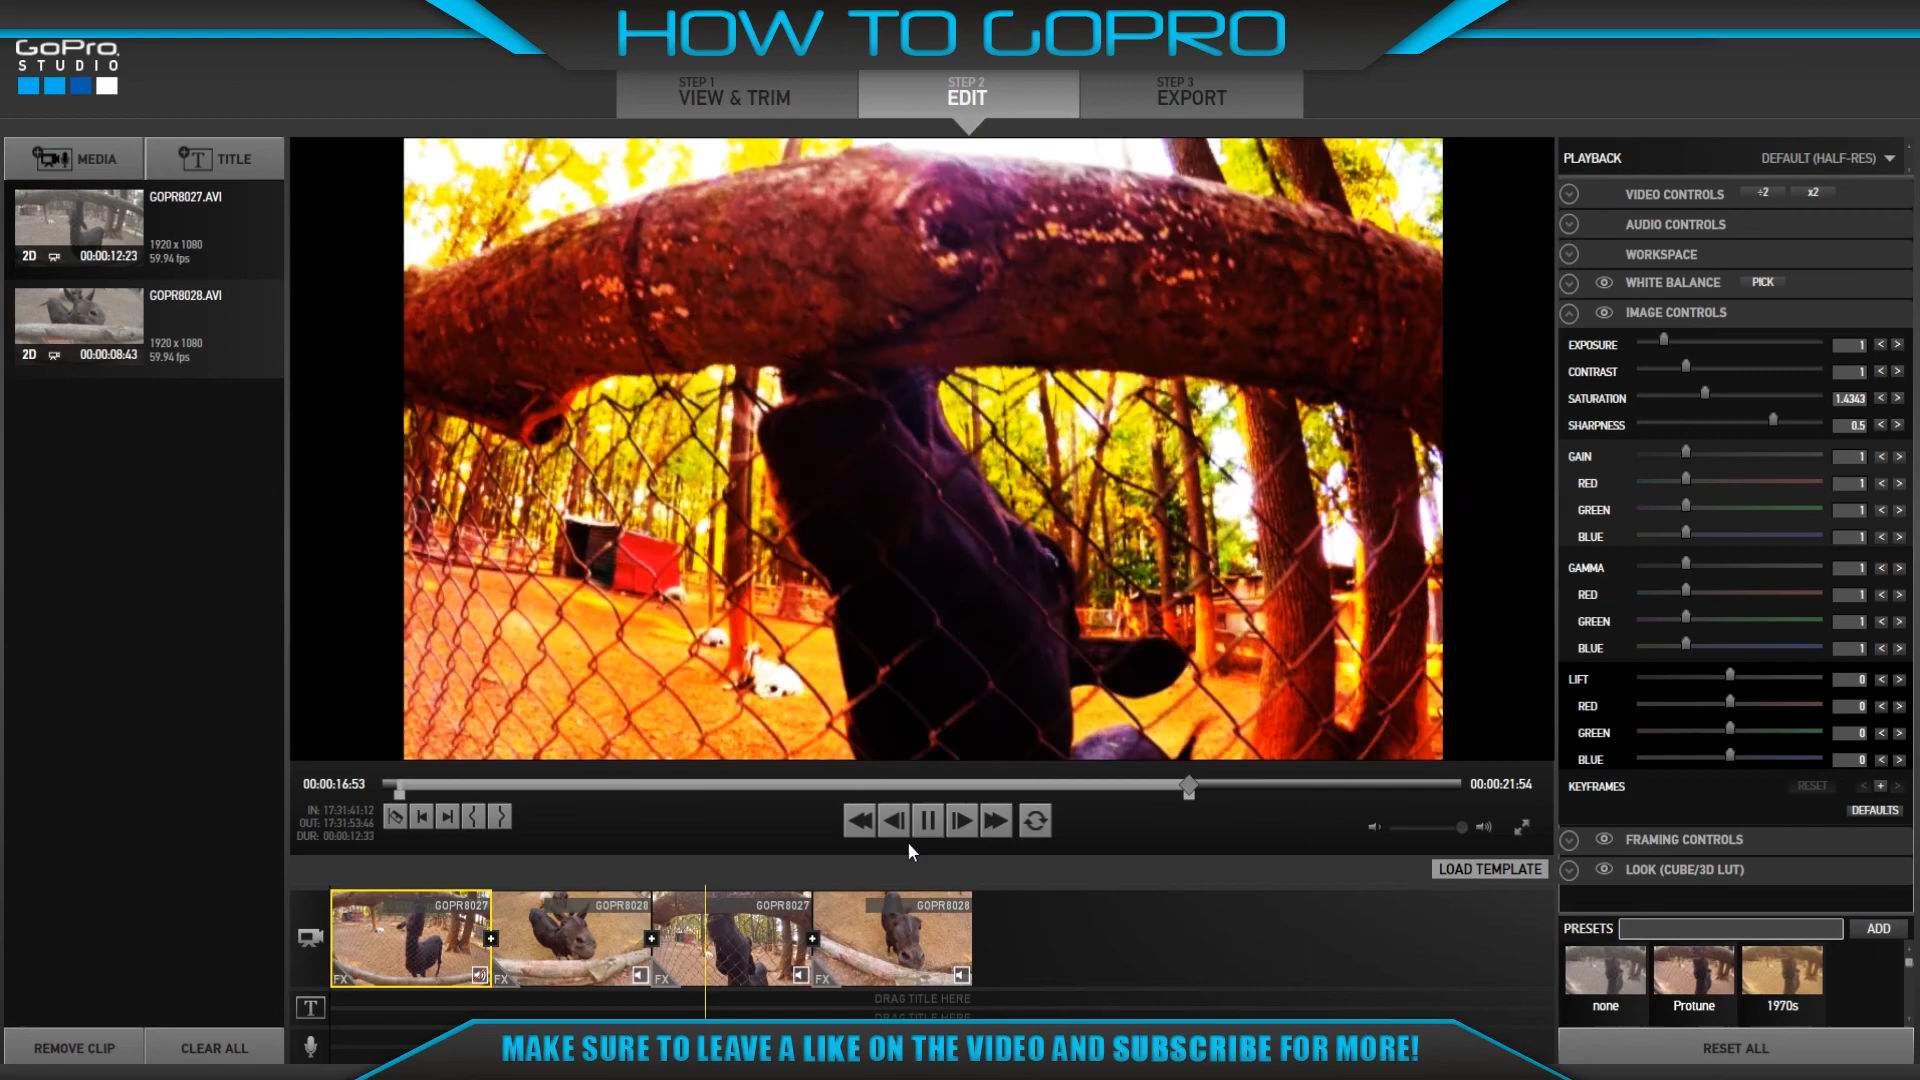 HOW TO GOPRO
GoPro
STUDIO
STEP 1
VIEW & TRIM
STEP 2
EDIT
STEP 3
EXPORT
MEDIA
TITLE
GOPR8027.AVI
1920 x 1080
59.94 fps
2D
00:00:12:23
GOPR8028.AVI
1920 x 1080
59.94 fps
2D
00:00:08:43
REMOVE CLIP
CLEAR ALL
00:00:16:53
00:00:21:54
IN: 17:31:41:12
OUT: 17:31:53:46
DUR: 00:00:12:33
LOAD TEMPLATE
GOPR8027
FX
GOPR8028
FX
GOPR8027
FX
GOPR8028
FX
DRAG TITLE HERE
DRAG TITLE HERE
T
PLAYBACK
DEFAULT (HALF-RES)
VIDEO CONTROLS ÷2 x2
AUDIO CONTROLS
WORKSPACE
WHITE BALANCE PICK
IMAGE CONTROLS
EXPOSURE 1 < >
CONTRAST 1 < >
SATURATION 1.4343 < >
SHARPNESS 0.5 < >
GAIN 1 < >
RED 1 < >
GREEN 1 < >
BLUE 1 < >
GAMMA 1 < >
RED 1 < >
GREEN 1 < >
BLUE 1 < >
LIFT 0 < >
RED 0 < >
GREEN 0 < >
BLUE 0 < >
KEYFRAMES RESET < + >
DEFAULTS
FRAMING CONTROLS
LOOK (CUBE/3D LUT)
PRESETS ADD
none Protune 1970s
RESET ALL
MAKE SURE TO LEAVE A LIKE ON THE VIDEO AND SUBSCRIBE FOR MORE!